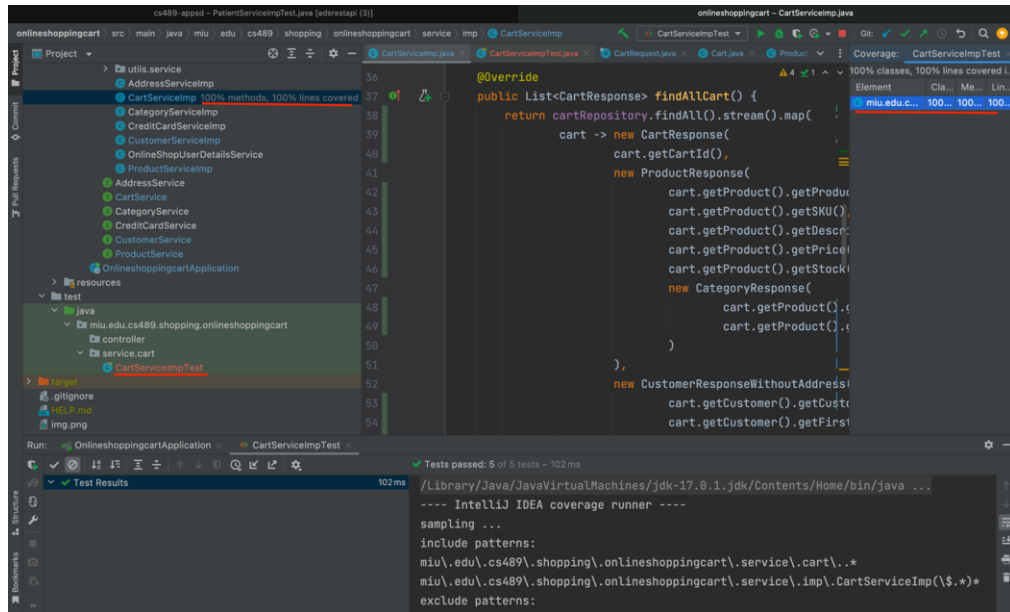 cs489-appsd – PatientServiceImpTest.java [adsrestapi (3)]
onlineshoppingcart – CartServiceImp.java
onlineshoppingcart
src
main
java
miu
edu
cs489
shopping
onlineshoppingcart
service
imp
CartServiceImp
CartServiceImpTest
Git:
Project
CartServiceImp.java
CartServiceImpTest.java
CartRequest.java
Cart.java
Produc
Coverage: CartServiceImpTest
utils.service
AddressServiceImp
CartServiceImp 100% methods, 100% lines covered
CategoryServiceImp
CreditCardServiceImp
CustomerServiceImp
OnlineShopUserDetailsService
ProductServiceImp
AddressService
CartService
CategoryService
CreditCardService
CustomerService
ProductService
OnlineshoppingcartApplication
resources
test
java
miu.edu.cs489.shopping.onlineshoppingcart
controller
service.cart
CartServiceImpTest
target
.gitignore
HELP.md
img.png
36 @Override
4 1
37 public List<CartResponse> findAllCart() {
38 return cartRepository.findAll().stream().map(
39 cart -> new CartResponse(
40 cart.getCartId(),
41 new ProductResponse(
42 cart.getProduct().getProduc
43 cart.getProduct().getSKU(),
44 cart.getProduct().getDescri
45 cart.getProduct().getPrice(
46 cart.getProduct().getStock(
47 new CategoryResponse(
48 cart.getProduct().g
49 cart.getProduct().g
50 )
51 ),
52 new CustomerResponseWithoutAddress(
53 cart.getCustomer().getCusto
54 cart.getCustomer().getFirst
100% classes, 100% lines covered i..
Element Cla... Me... Lin...
miu.edu.c... 100... 100... 100...
Project
Commit
Pull Requests
Structure
Bookmarks
Run:
OnlineshoppingcartApplication
CartServiceImpTest
Tests passed: 5 of 5 tests – 102 ms
Test Results 102 ms
/Library/Java/JavaVirtualMachines/jdk-17.0.1.jdk/Contents/Home/bin/java ...
---- IntelliJ IDEA coverage runner ----
sampling ...
include patterns:
miu\.edu\.cs489\.shopping\.onlineshoppingcart\.service\.cart\..*
miu\.edu\.cs489\.shopping\.onlineshoppingcart\.service\.imp\.CartServiceImp(\$.*)*
exclude patterns: